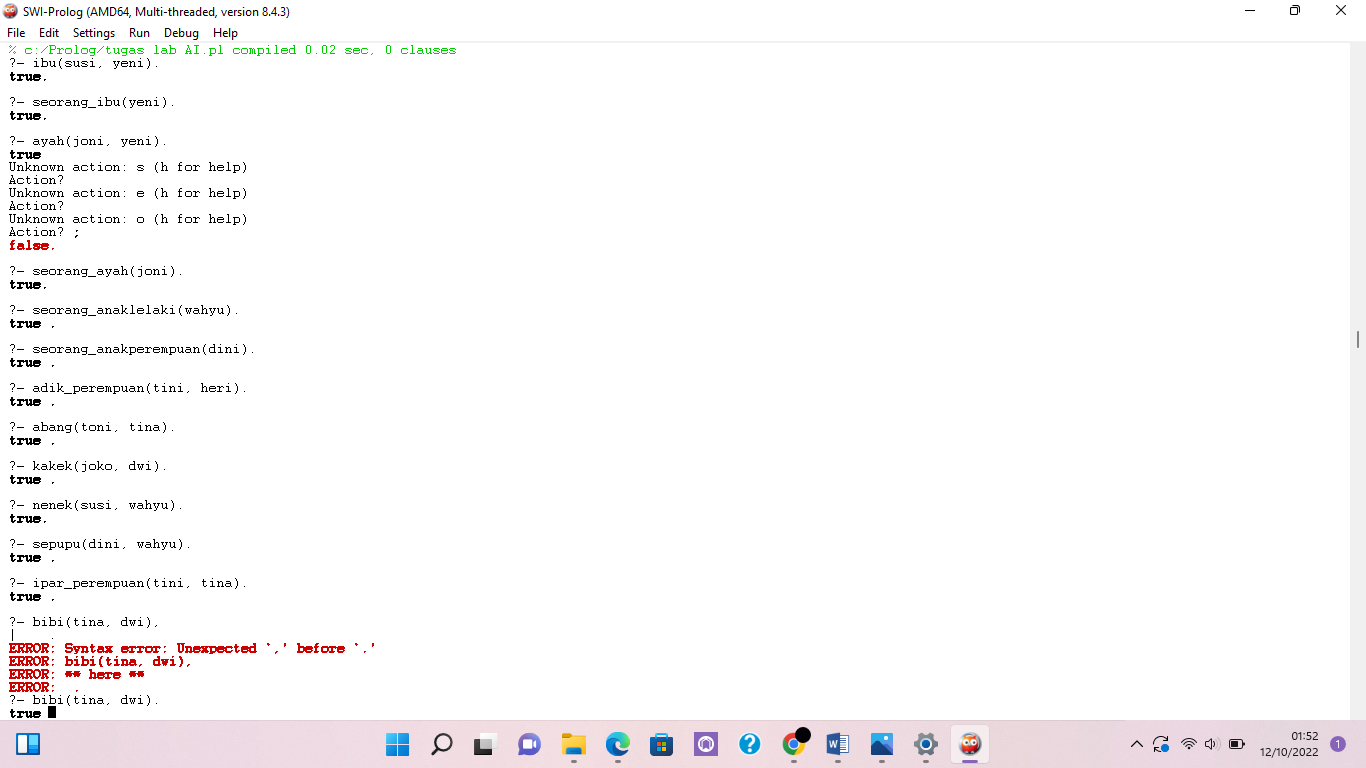 SWI-Prolog (AMD64, Multi-threaded, version 8.4.3)
File Edit Settings Run Debug Help
% c:/Prolog/tugas lab AI.pl compiled 0.02 sec, 0 clauses
?- ibu(susi, yeni).
true.
?- seorang_ibu(yeni).
true.
?- ayah(joni, yeni).
true
Unknown action: s (h for help)
Action?
Unknown action: e (h for help)
Action?
Unknown action: o (h for help)
Action? ;
false.
?- seorang_ayah(joni).
true.
?- seorang_anaklelaki(wahyu).
true .
?- seorang_anakperempuan(dini).
true .
?- adik_perempuan(tini, heri).
true .
?- abang(toni, tina).
true .
?- kakek(joko, dwi).
true .
?- nenek(susi, wahyu).
true.
?- sepupu(dini, wahyu).
true .
?- ipar_perempuan(tini, tina).
true .
?- bibi(tina, dwi),
| .
ERROR: Syntax error: Unexpected `,' before `.'
ERROR: bibi(tina, dwi),
ERROR: ** here **
ERROR: .
?- bibi(tina, dwi).
true
01:52
12/10/2022
1